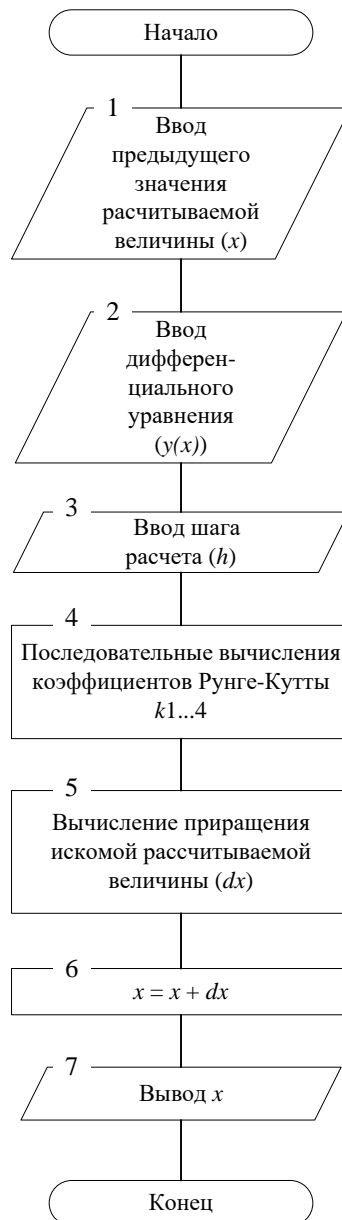 Начало
1
Ввод
предыдущего
значения
расчитываемой
величины (x)
2
Ввод
дифферен-
циального
уравнения
(y(x))
3
Ввод шага
расчета (h)
4
Последовательные вычисления
коэффициентов Рунге-Кутты
k1...4
5
Вычисление приращения
искомой рассчитываемой
величины (dx)
6
x = x + dx
7
Вывод x
Конец